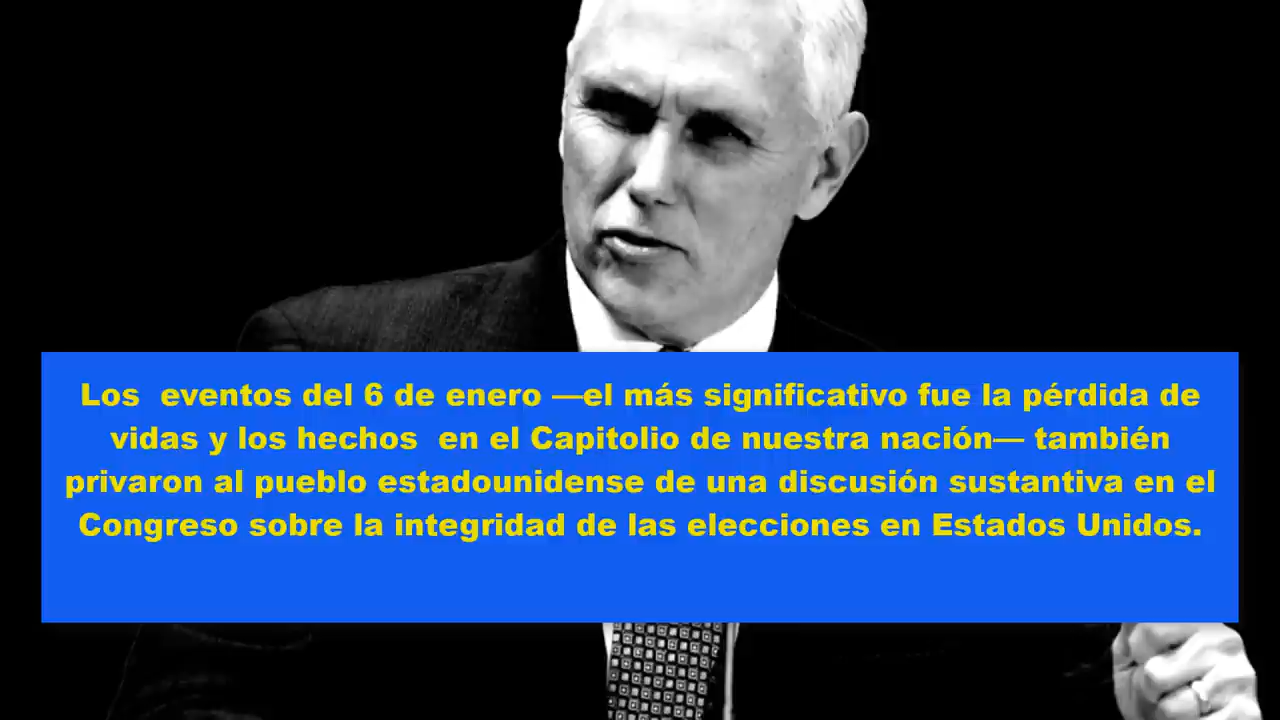 Los  eventos del 6 de enero —el más significativo fue la pérdida de
vidas y los hechos  en el Capitolio de nuestra nación— también
privaron al pueblo estadounidense de una discusión sustantiva en el
Congreso sobre la integridad de las elecciones en Estados Unidos.